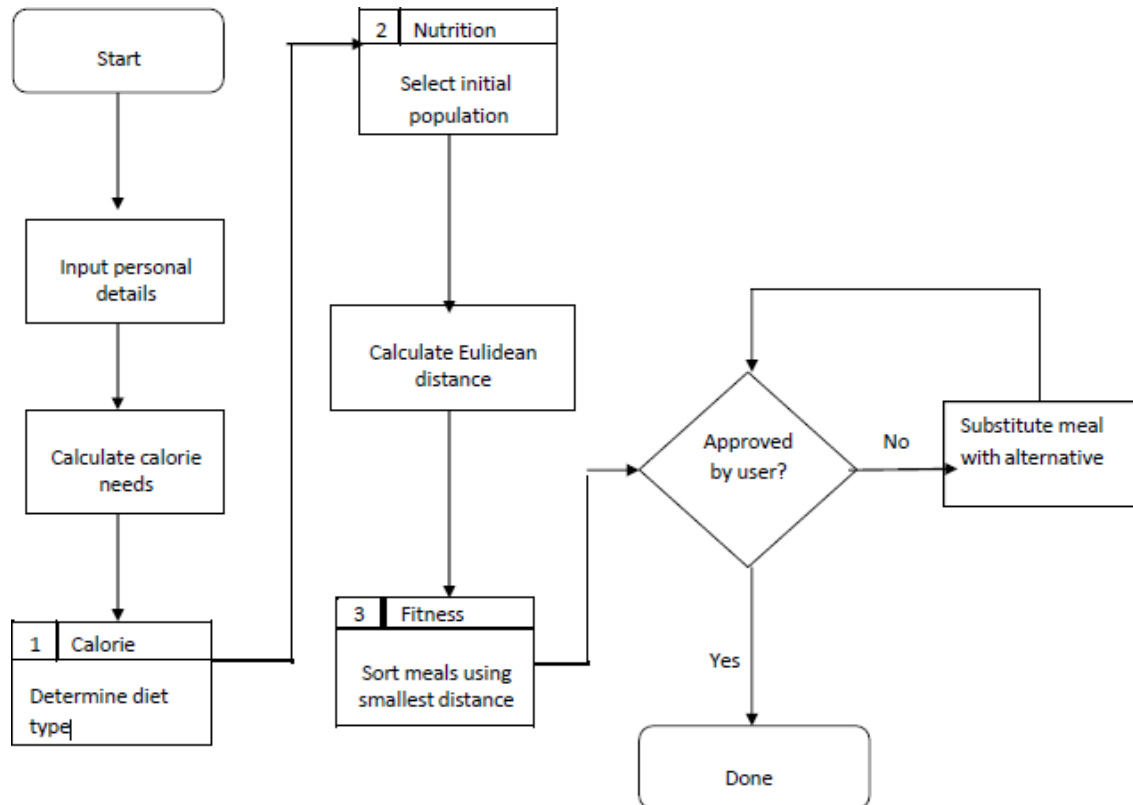 Start
Input personal
details
Calculate calorie
needs
1 Calorie
Determine diet
type
2 Nutrition
Select initial
population
Calculate Eulidean
distance
3 Fitness
Sort meals using
smallest distance
Approved
by user?
No
Substitute meal
with alternative
Yes
Done